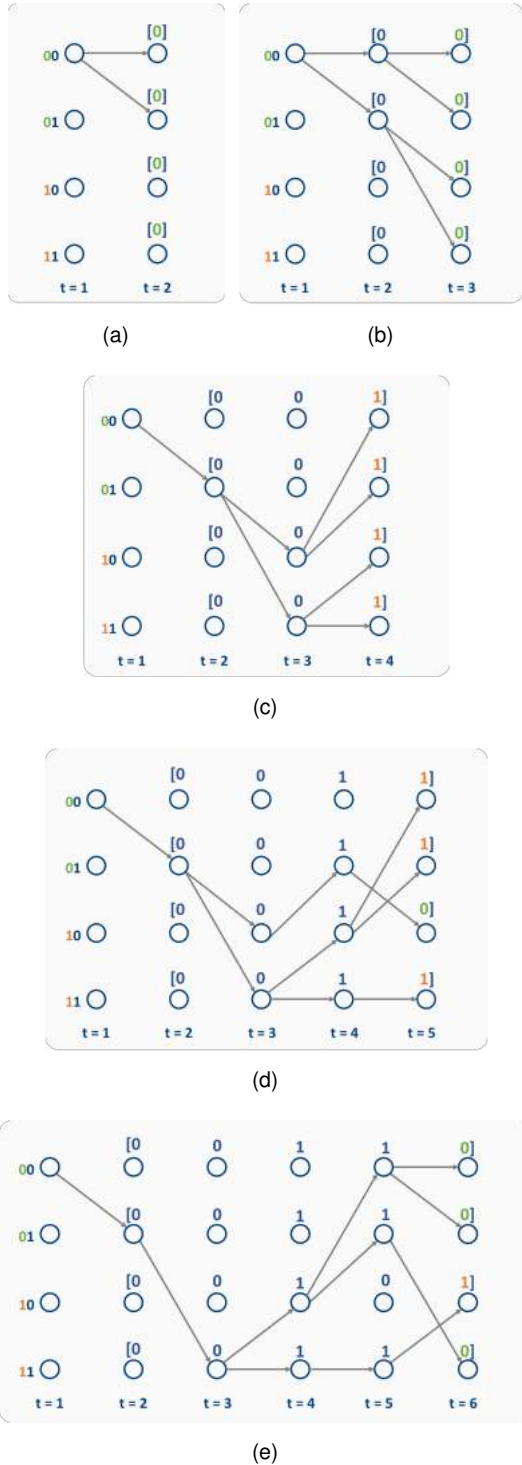 [0]
00
[0]
01
[0]
10
[0]
11
t = 1 t = 2
(a)
[0 0]
00
[0 0]
01
[0 0]
10
[0 0]
11
t = 1 t = 2 t = 3
(b)
[0 0 1]
00
[0 0 1]
01
[0 0 1]
10
[0 0 1]
11
t = 1 t = 2 t = 3 t = 4
(c)
[0 0 1 1]
00
[0 0 1 1]
01
[0 0 1 0]
10
[0 0 1 1]
11
t = 1 t = 2 t = 3 t = 4 t = 5
(d)
[0 0 1 1 0]
00
[0 0 1 1 0]
01
[0 0 1 0 1]
10
[0 0 1 1 0]
11
t = 1 t = 2 t = 3 t = 4 t = 5 t = 6
(e)